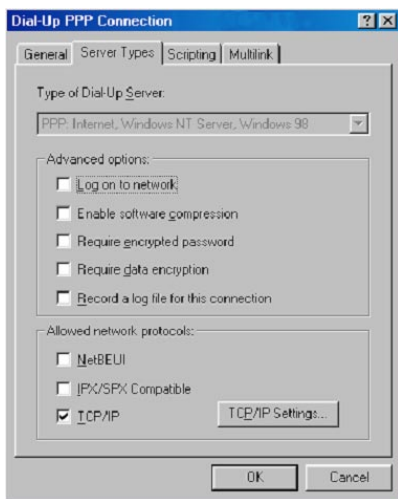 Dial-Up PPP Connection
General Server Types Scripting Multilink
Type of Dial-Up Server:
PPP: Internet, Windows NT Server, Windows 98
Advanced options:
Log on to network
Enable software compression
Require encrypted password
Require data encryption
Record a log file for this connection
Allowed network protocols:
NetBEUI
IPX/SPX Compatible
TCP/IP TCP/IP Settings...
OK Cancel